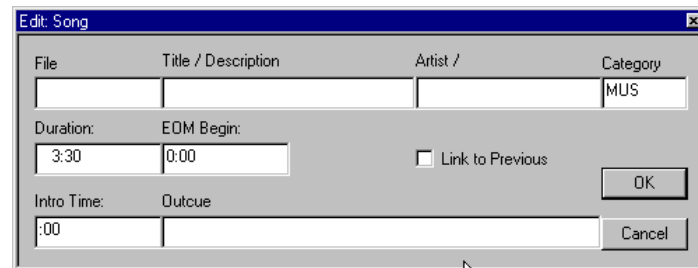 Edit: Song
File Title / Description Artist / Category
MUS
Duration: EOM Begin:
3:30 0:00 Link to Previous
OK
Intro Time: Outcue
:00 Cancel